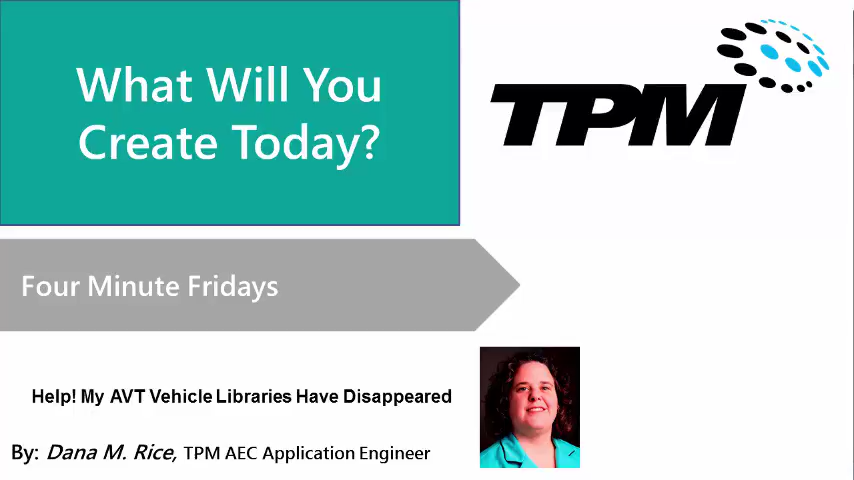 What Will You
Create Today?
TPM
Four Minute Fridays
Help! My AVT Vehicle Libraries Have Disappeared
By: Dana M. Rice, TPM AEC Application Engineer